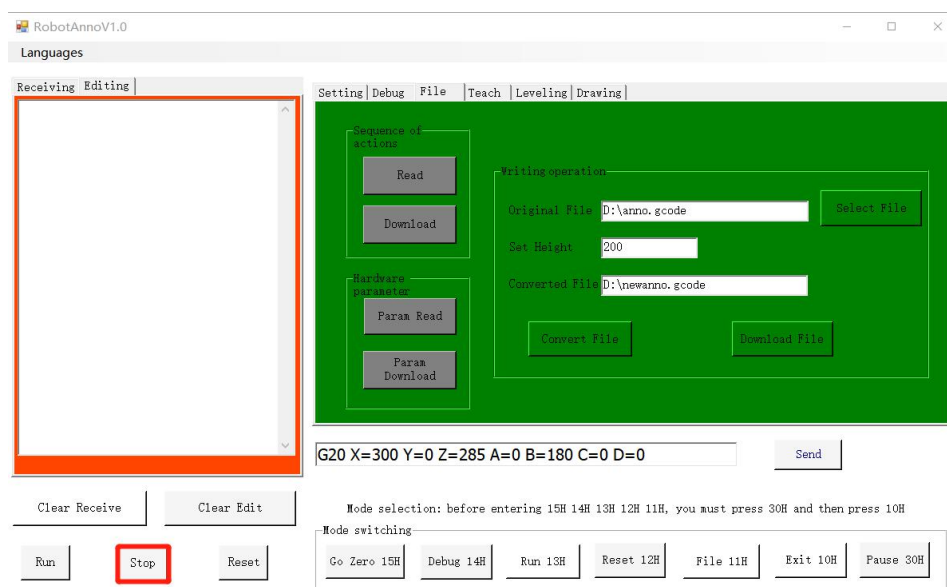 RobotAnnoV1.0
Languages
Receiving Editing
Setting Debug File Teach Leveling Drawing
Sequence of
actions
Read
Download
Hardware
parameter
Param Read
Param
Download
Writing operation
Original File D:\anno.gcode
Select File
Set Height 200
Converted File D:\newanno.gcode
Convert File Download File
G20 X=300 Y=0 Z=285 A=0 B=180 C=0 D=0
Send
Clear Receive Clear Edit
Mode selection: before entering 15H 14H 13H 12H 11H, you must press 30H and then press 10H
Mode switching
Run Stop Reset
Go Zero 15H Debug 14H Run 13H Reset 12H File 11H Exit 10H Pause 30H